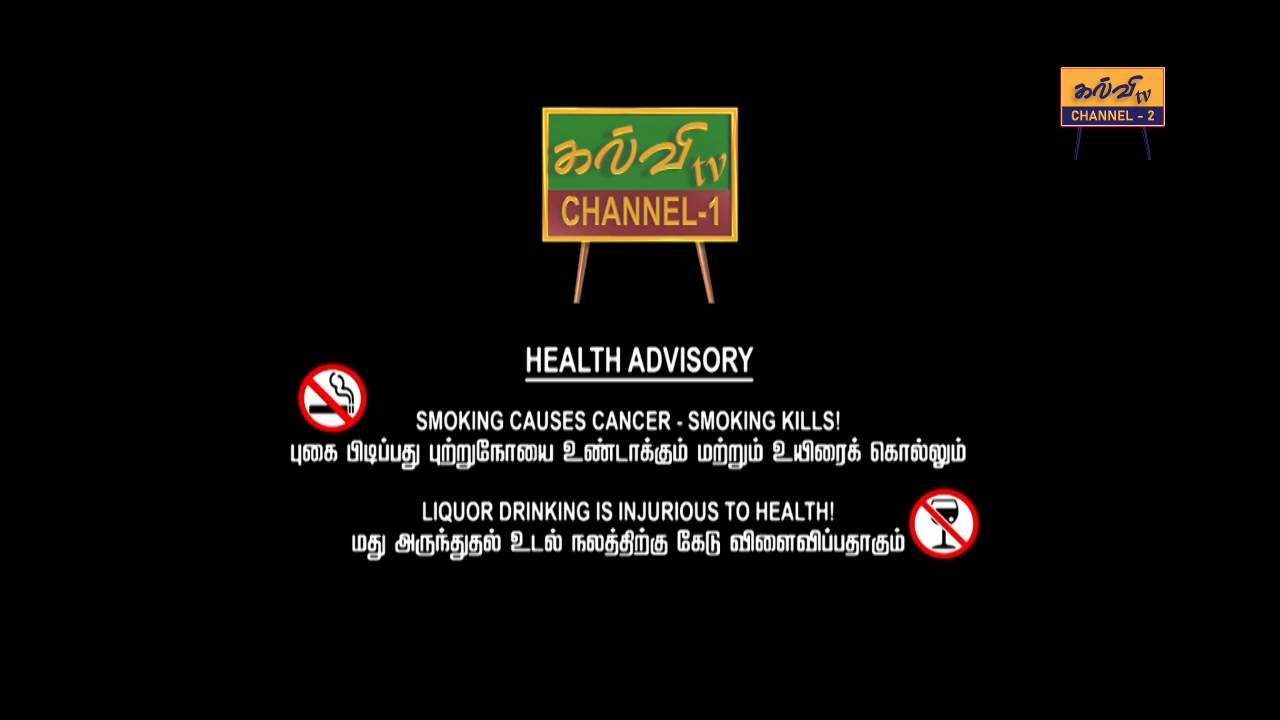 கல்வி tv
CHANNEL - 2
கல்வி tv
CHANNEL-1
HEALTH ADVISORY
SMOKING CAUSES CANCER - SMOKING KILLS!
புகை பிடிப்பது புற்றுநோயை உண்டாக்கும் மற்றும் உயிரைக் கொல்லும்
LIQUOR DRINKING IS INJURIOUS TO HEALTH!
மது அருந்துதல் உடல் நலத்திற்கு கேடு விளைவிப்பதாகும்